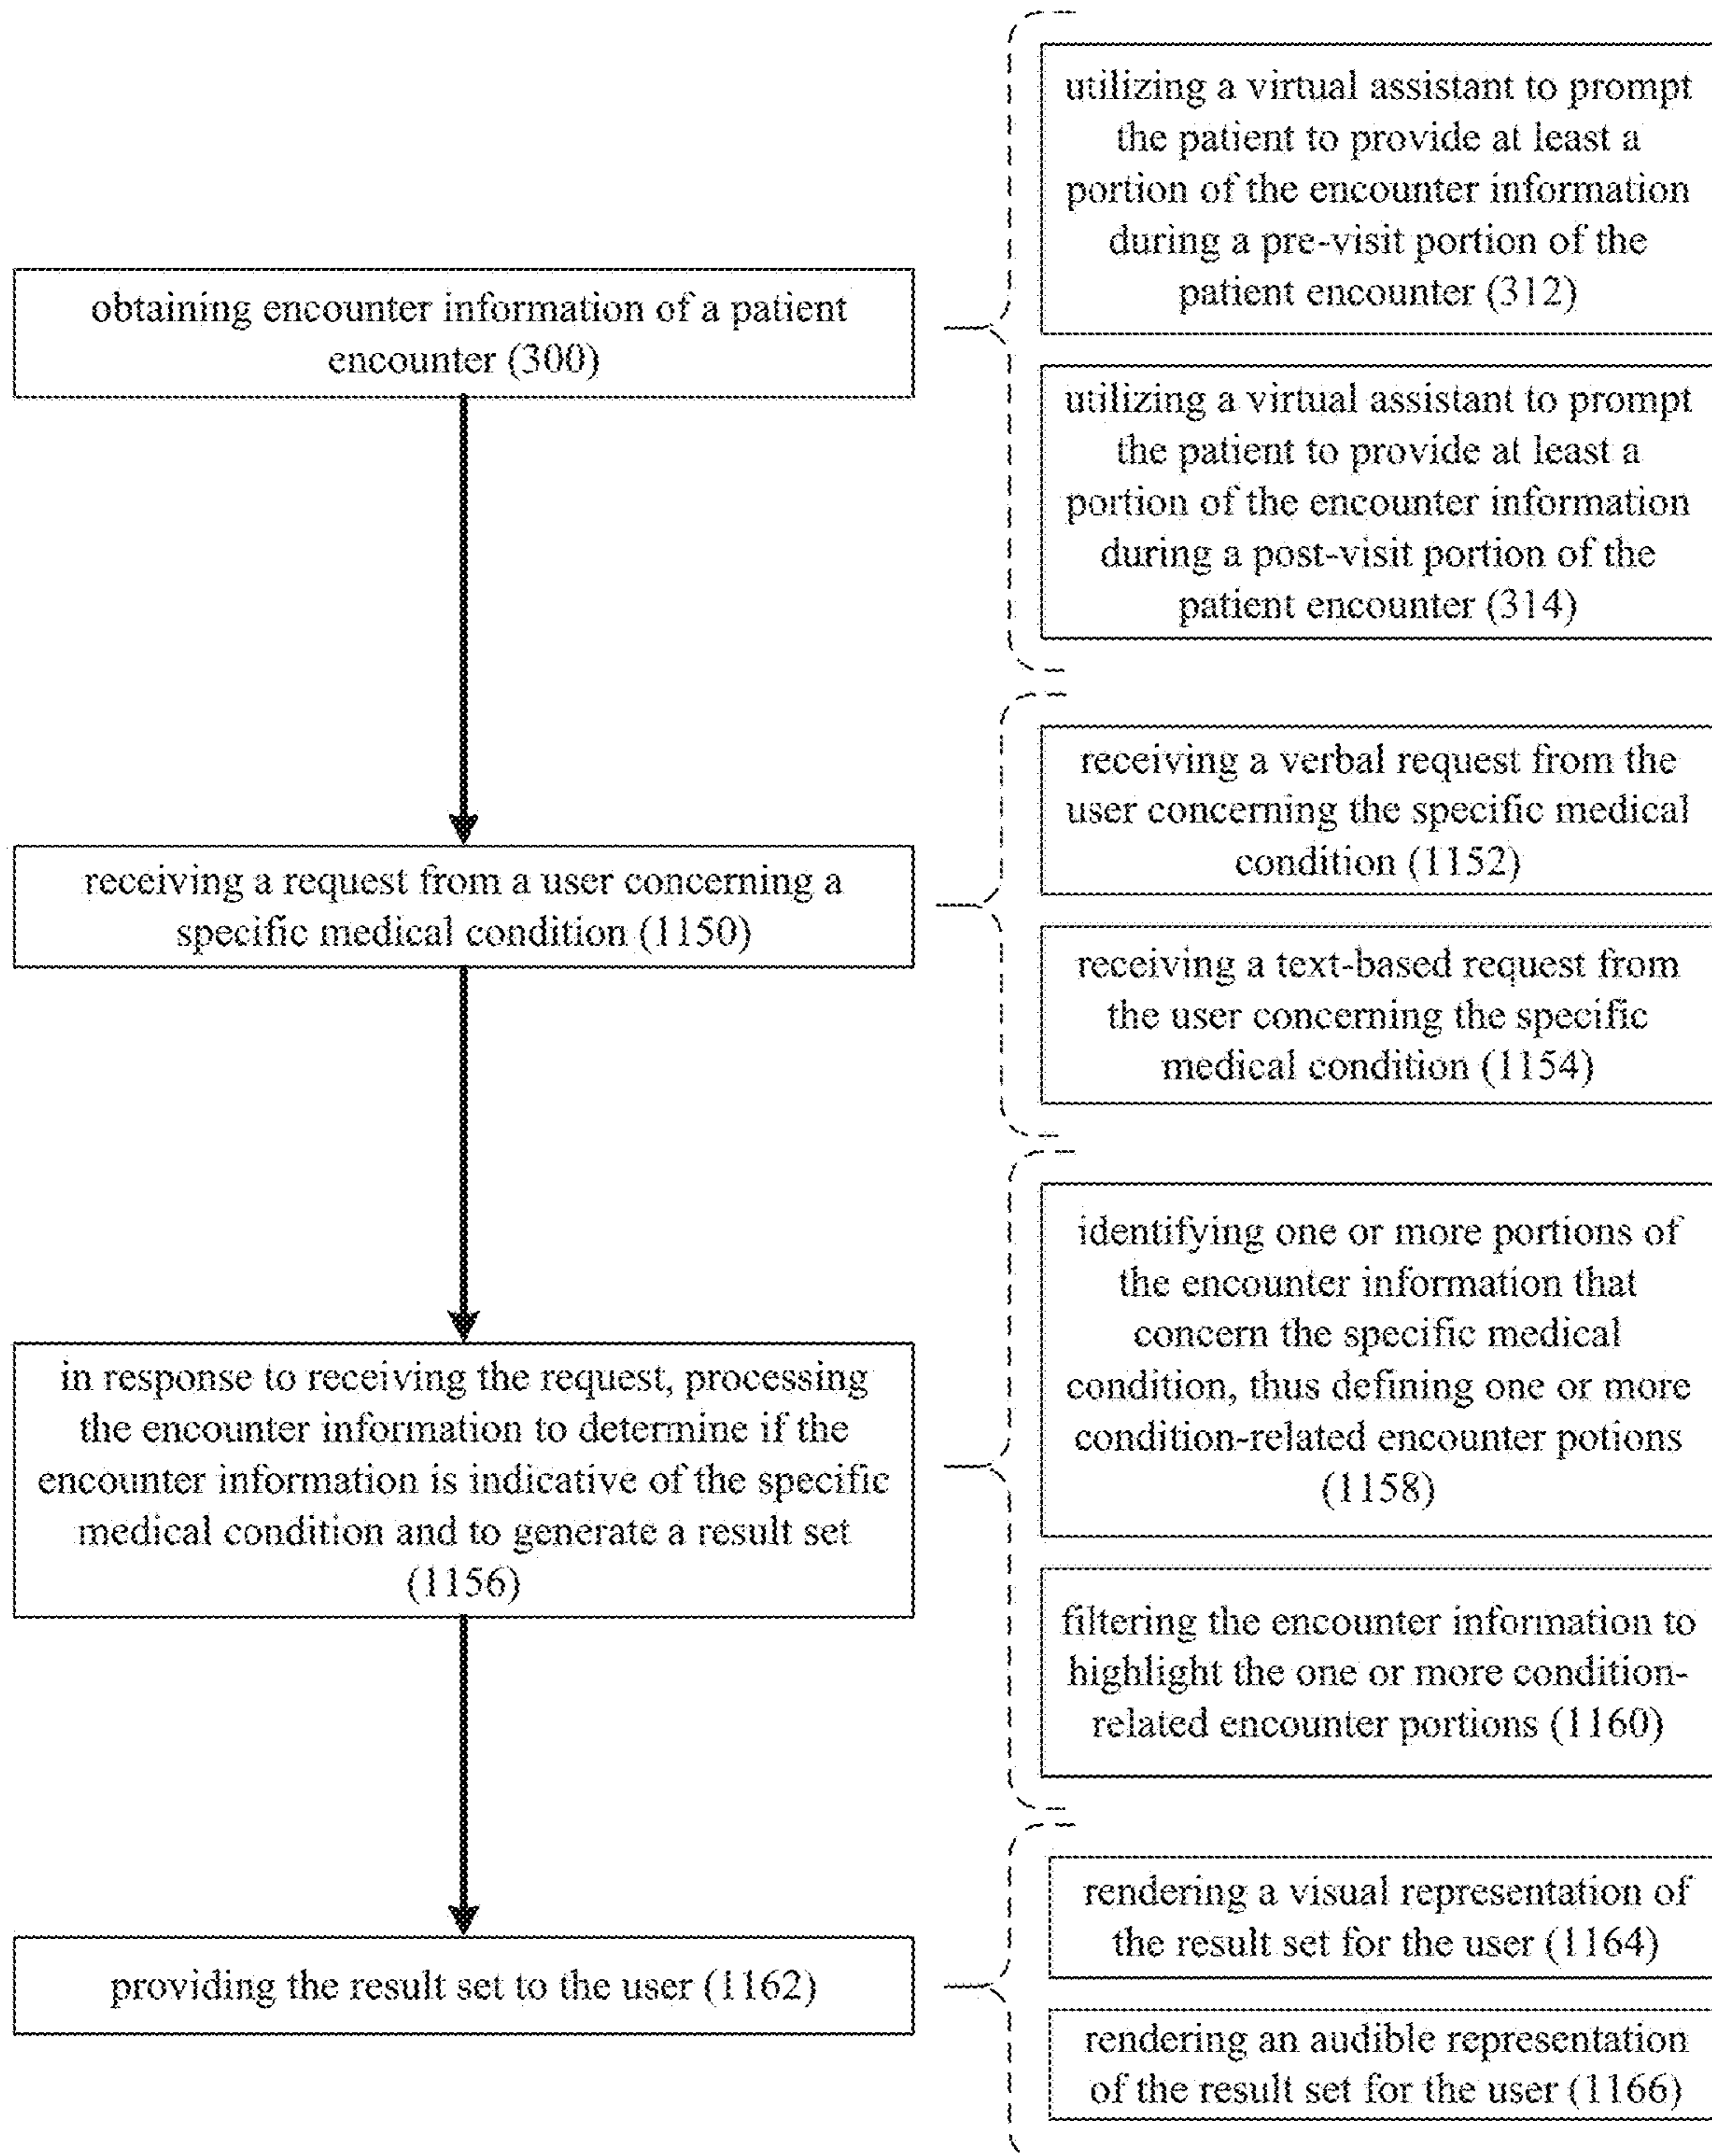 utilizing a virtual assistant to prompt
the patient to provide at least a
portion of the encounter information
during a pre-visit portion of the
patient encounter (312)
obtaining encounter information of a patient
encounter (300)
utilizing a virtual assistant to prompt
the patient to provide at least a
portion of the encounter information
during a post-visit portion of the
patient encounter (314)
receiving a verbal request from the
user concerning the specific medical
condition (1152)
receiving a request from a user concerning a
specific medical condition (1150)
receiving a text-based request from
the user concerning the specific
medical condition (1154)
identifying one or more portions of
the encounter information that
concern the specific medical
condition, thus defining one or more
condition-related encounter potions
(1158)
in response to receiving the request, processing
the encounter information to determine if the
encounter information is indicative of the specific
medical condition and to generate a result set
(1156)
filtering the encounter information to
highlight the one or more condition-
related encounter portions (1160)
rendering a visual representation of
the result set for the user (1164)
providing the result set to the user (1162)
rendering an audible representation
of the result set for the user (1166)